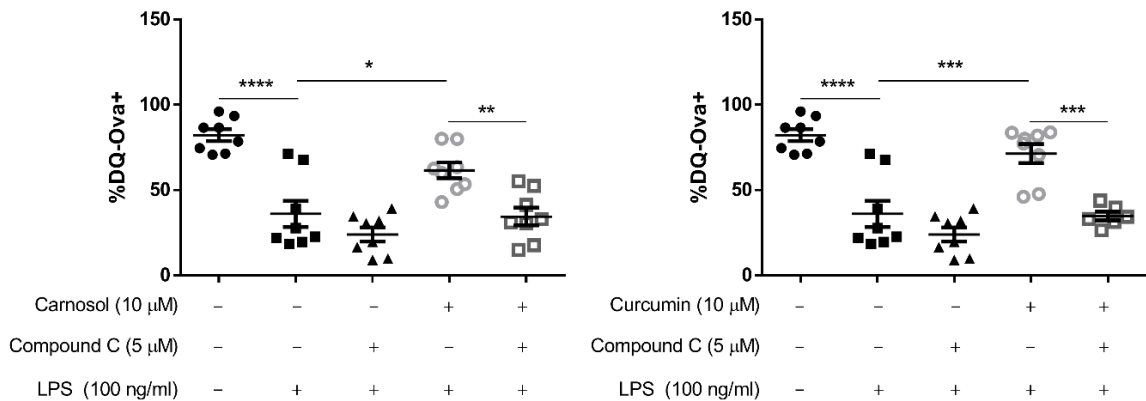 150
100
50
0
%DQ-Ova+
****
*
**
Carnosol (10 μM) − − − + +
Compound C (5 μM) − − + − +
LPS (100 ng/ml) − + + + +
150
100
50
0
%DQ-Ova+
****
***
***
Curcumin (10 μM) − − − + +
Compound C (5 μM) − − + − +
LPS (100 ng/ml) − + + + +